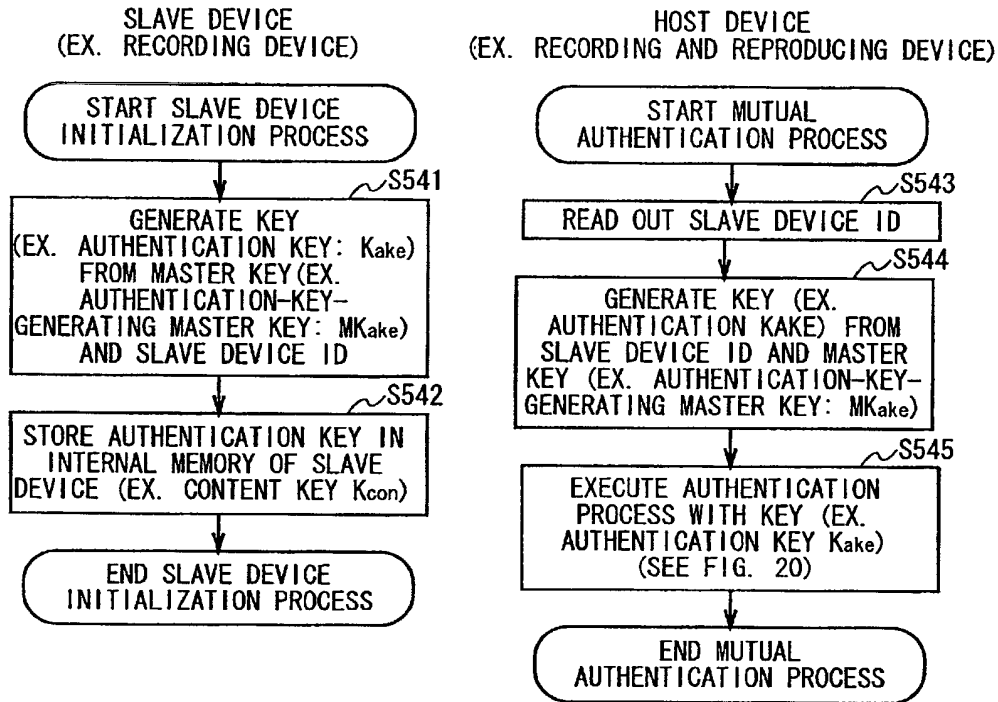 SLAVE DEVICE
(EX. RECORDING DEVICE)
START SLAVE DEVICE
INITIALIZATION PROCESS
S541
GENERATE KEY
(EX. AUTHENTICATION KEY: Kake)
FROM MASTER KEY(EX.
AUTHENTICATION-KEY-
GENERATING MASTER KEY: MKake)
AND SLAVE DEVICE ID
S542
STORE AUTHENTICATION KEY IN
INTERNAL MEMORY OF SLAVE
DEVICE (EX. CONTENT KEY Kcon)
END SLAVE DEVICE
INITIALIZATION PROCESS
HOST DEVICE
(EX. RECORDING AND REPRODUCING DEVICE)
START MUTUAL
AUTHENTICATION PROCESS
S543
READ OUT SLAVE DEVICE ID
S544
GENERATE KEY (EX.
AUTHENTICATION KAKE) FROM
SLAVE DEVICE ID AND MASTER
KEY (EX. AUTHENTICATION-KEY-
GENERATING MASTER KEY: MKake)
S545
EXECUTE AUTHENTICATION
PROCESS WITH KEY (EX.
AUTHENTICATION KEY Kake)
(SEE FIG. 20)
END MUTUAL
AUTHENTICATION PROCESS